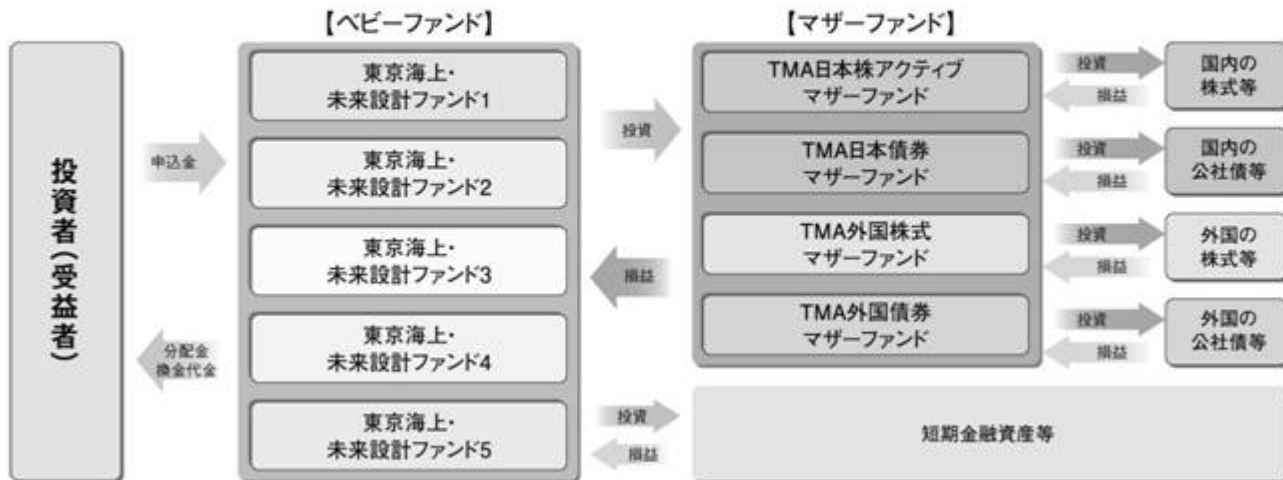 【ベビーファンド】
【マザーファンド】
投資者（受益者）
申込金
分配金
換金代金
東京海上・
未来設計ファンド1
東京海上・
未来設計ファンド2
東京海上・
未来設計ファンド3
東京海上・
未来設計ファンド4
東京海上・
未来設計ファンド5
投資
損益
投資
損益
TMA日本株アクティブ
マザーファンド
投資
損益
国内の
株式等
TMA日本債券
マザーファンド
投資
損益
国内の
公社債等
TMA外国株式
マザーファンド
投資
損益
外国の
株式等
TMA外国債券
マザーファンド
投資
損益
外国の
公社債等
短期金融資産等